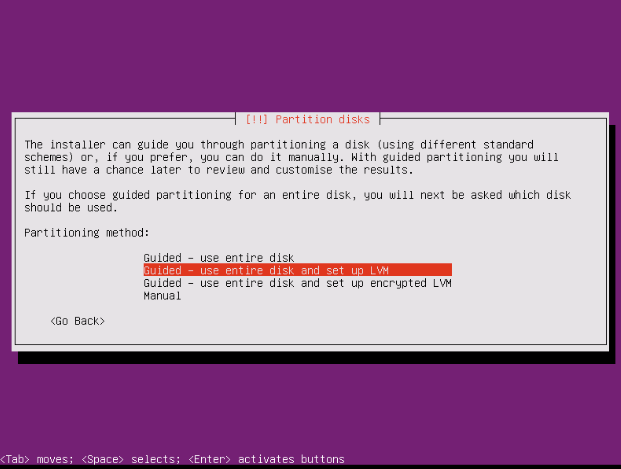 [!!] Partition disks
The installer can guide you through partitioning a disk (using different standard
schemes) or, if you prefer, you can do it manually. With guided partitioning you will
still have a chance later to review and customise the results.
If you choose guided partitioning for an entire disk, you will next be asked which disk
should be used.
Partitioning method:
Guided - use entire disk
Guided - use entire disk and set up LVM
Guided - use entire disk and set up encrypted LVM
Manual
<Go Back>
<Tab> moves; <Space> selects; <Enter> activates buttons